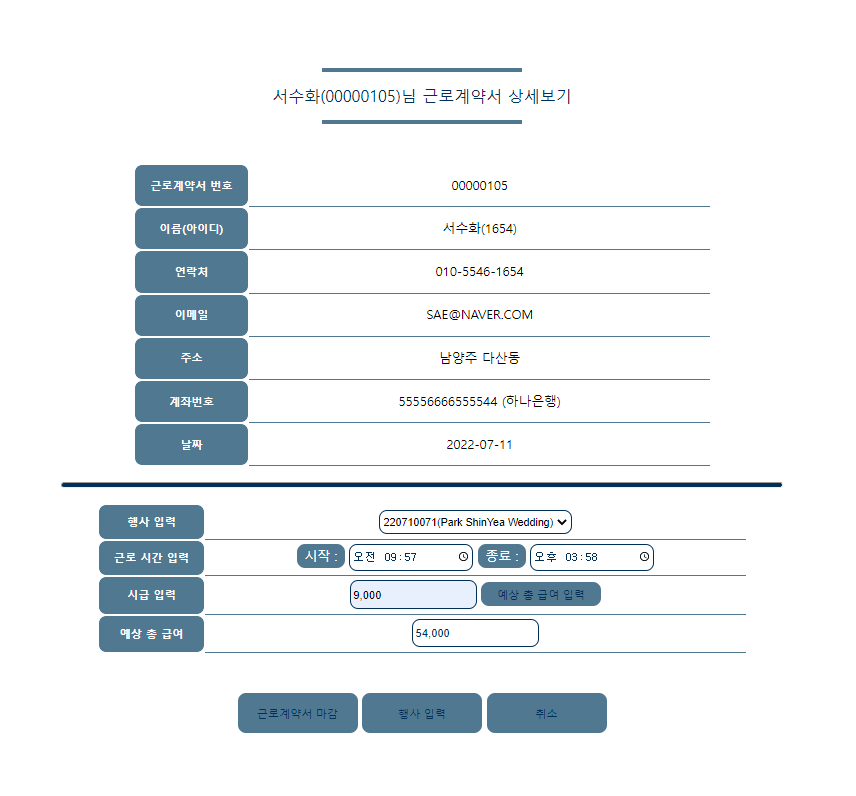 서수화(00000105)님 근로계약서 상세보기
근로계약서 번호 00000105
이름(아이디) 서수화(1654)
연락처 010-5546-1654
이메일 SAE@NAVER.COM
주소 남양주 다산동
계좌번호 55556666555544 (하나은행)
날짜 2022-07-11
행사 입력 220710071(Park ShinYea Wedding)
근로 시간 입력 시작 : 오전 09:57 종료 : 오후 03:58
시급 입력 9,000 예상 총 급여 입력
예상 총 급여 54,000
근로계약서 마감 행사 입력 취소